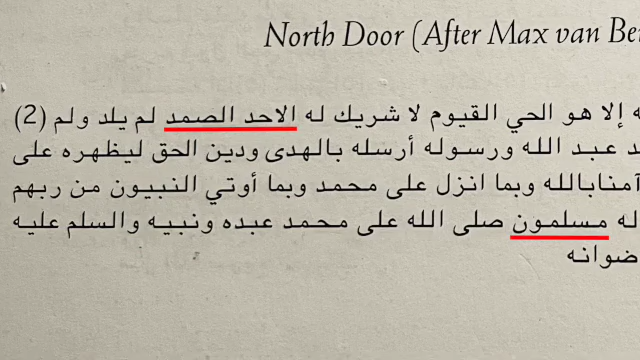 North Door (After Max van Be
ه إلا هو الحي القيوم لا شريك له الاحد الصمد لم يلد ولم (2)
د عبد الله ورسوله أرسله بالهدى ودين الحق ليظهره على
آمنابالله وبما انزل على محمد وبما أوتي النبيون من ربهم
له مسلمون صلى الله على محمد عبده ونبيه والسلم عليه
ضوانه